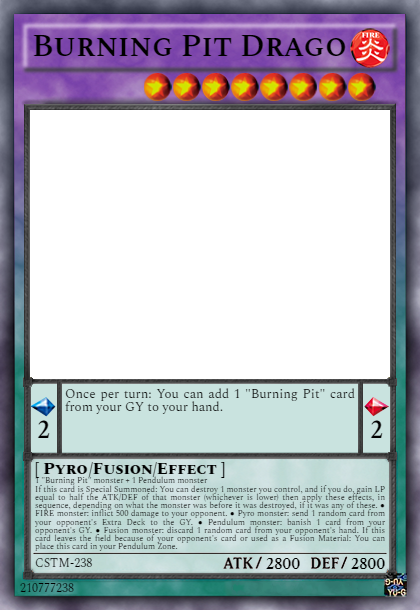 BURNING PIT DRAGO
FIRE
炎
Once per turn: You can add 1 "Burning Pit" card
from your GY to your hand.
2
2
[ PYRO/FUSION/EFFECT ]
1 "Burning Pit" monster + 1 Pendulum monster
If this card is Special Summoned: You can destroy 1 monster you control, and if you do, gain LP
equal to half the ATK/DEF of that monster (whichever is lower) then apply these effects, in
sequence, depending on what the monster was before it was destroyed, if it was any of these. ●
FIRE monster: inflict 500 damage to your opponent. ● Pyro monster: send 1 random card from
your opponent's Extra Deck to the GY. ● Pendulum monster: banish 1 card from your
opponent's GY. ● Fusion monster: discard 1 random card from your opponent's hand. If this
card leaves the field because of your opponent's card or used as a Fusion Material: You can
place this card in your Pendulum Zone.
CSTM-238
ATK / 2800 DEF / 2800
210777238
YU-G